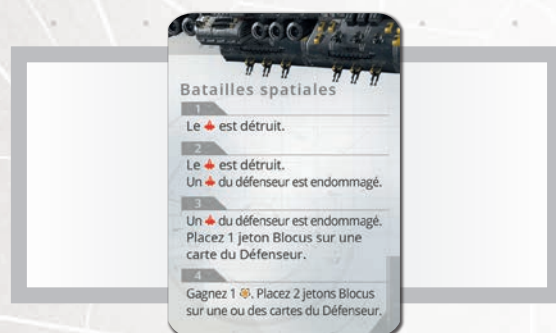 Batailles spatiales
1
Le est détruit.
2
Le est détruit.
Un du défenseur est endommagé.
3
Un du défenseur est endommagé.
Placez 1 jeton Blocus sur une
carte du Défenseur.
4
Gagnez 1 . Placez 2 jetons Blocus
sur une ou des cartes du Défenseur.